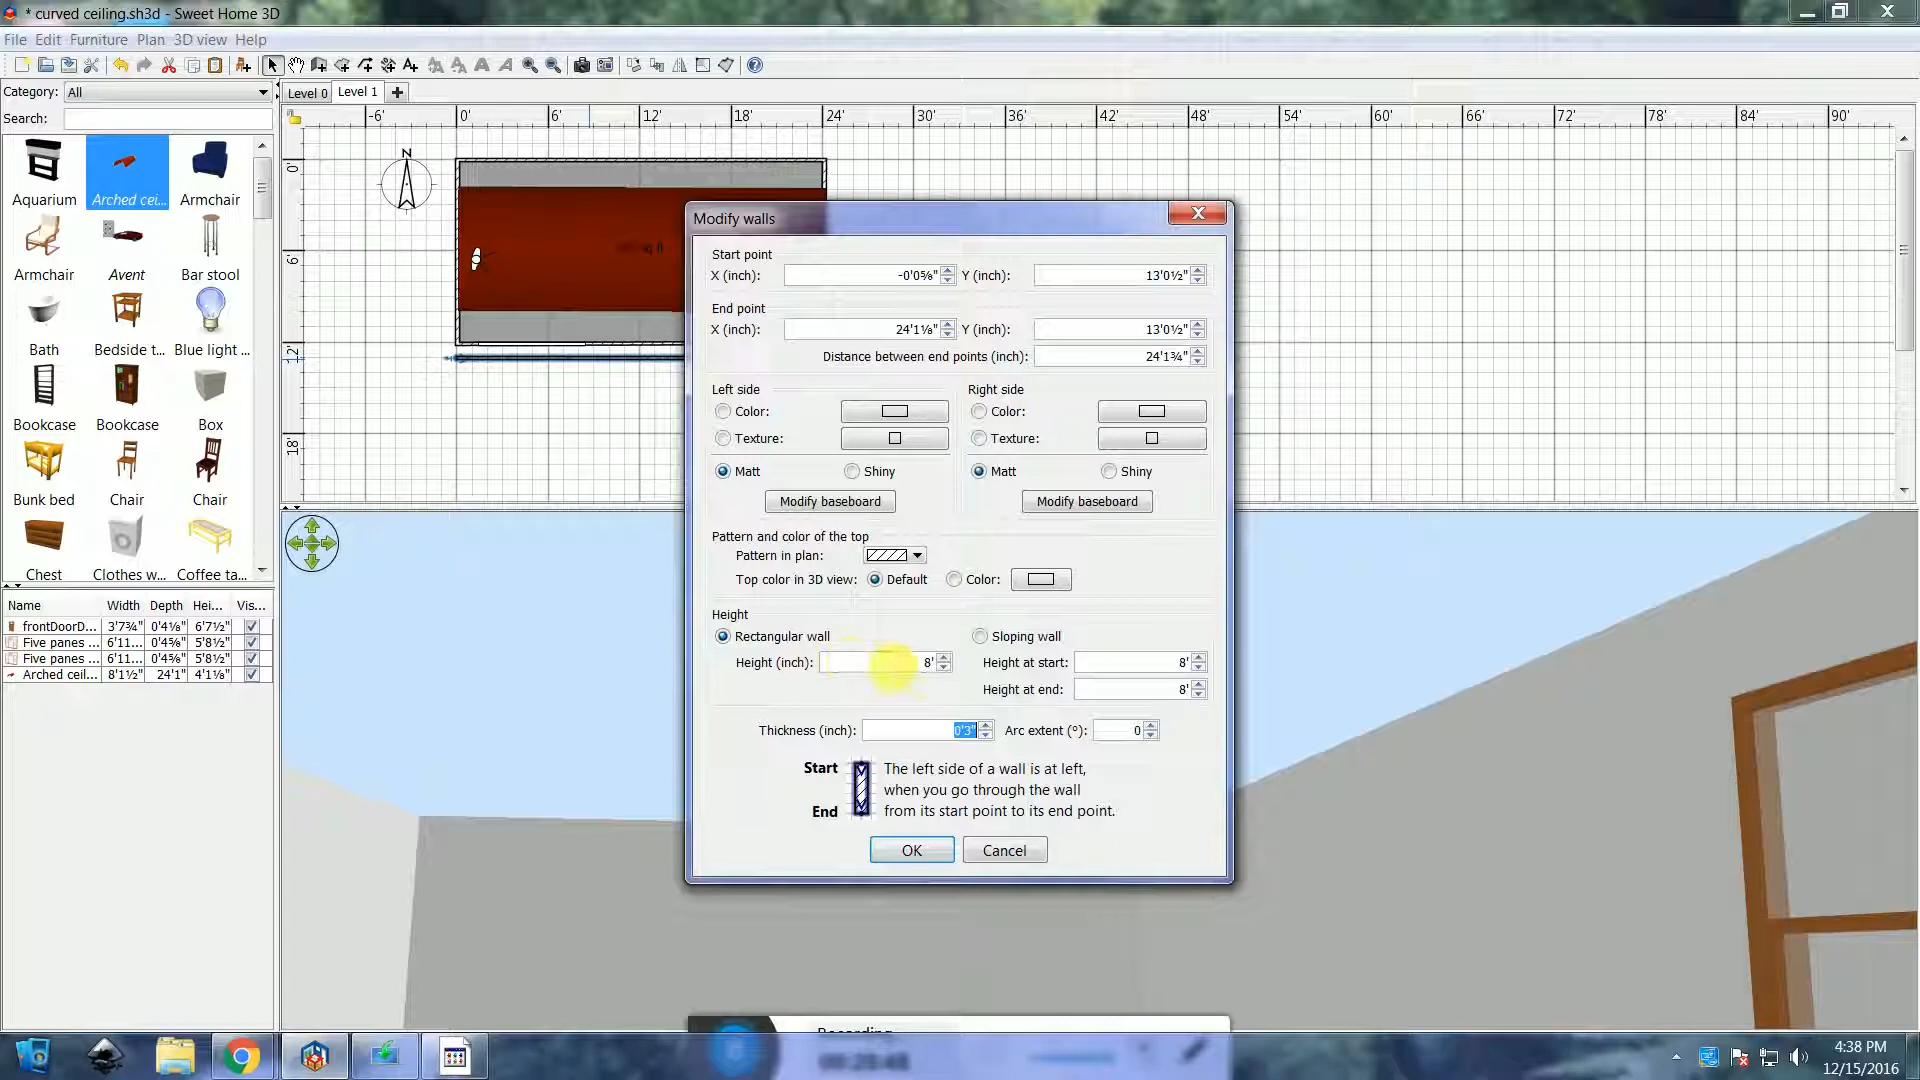 * curved ceiling.sh3d - Sweet Home 3D
File Edit Furniture Plan 3D view Help
Category: All
Search:
Level 0 Level 1
-6' 0' 6' 12' 18' 24' 30' 36' 42' 48' 54' 60' 66' 72' 78' 84' 90'
0'
6'
12'
18'
N
sq ft
Aquarium Arched cei... Armchair
Armchair Avent Bar stool
Bath Bedside t... Blue light ...
Bookcase Bookcase Box
Bunk bed Chair Chair
Chest Clothes w... Coffee ta...
Name Width Depth Hei... Vis...
frontDoorD... 3'7¾" 0'4⅛" 6'7½"
Five panes ... 6'11... 0'4⅝" 5'8½"
Five panes ... 6'11... 0'4⅝" 5'8½"
Arched ceil... 8'1½" 24'1" 4'1⅛"
Modify walls
Start point
X (inch): -0'0⅝" Y (inch): 13'0½"
End point
X (inch): 24'1⅛" Y (inch): 13'0½"
Distance between end points (inch): 24'1¾"
Left side Right side
Color: Color:
Texture: Texture:
Matt Shiny Matt Shiny
Modify baseboard Modify baseboard
Pattern and color of the top
Pattern in plan:
Top color in 3D view: Default Color:
Height
Rectangular wall Sloping wall
Height (inch): 8' Height at start: 8'
Height at end: 8'
Thickness (inch): 0'3" Arc extent (°): 0
Start The left side of a wall is at left,
when you go through the wall
End from its start point to its end point.
OK Cancel
Recording
4:38 PM
12/15/2016